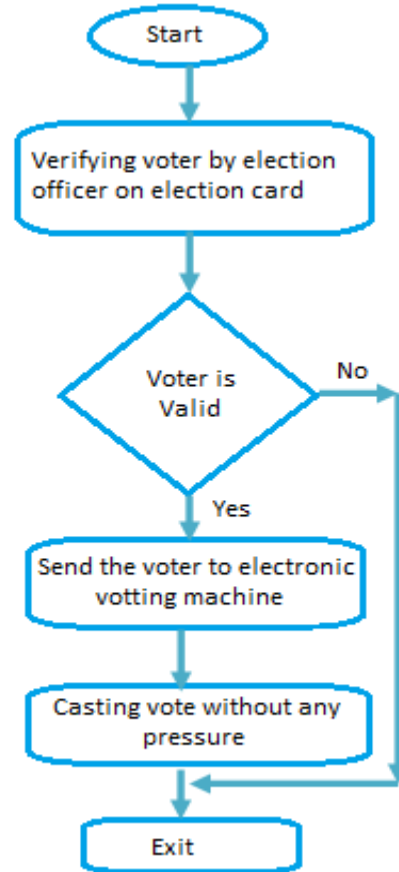 Start
Verifying voter by election
officer on election card
Voter is
Valid
No
Yes
Send the voter to electronic
votting machine
Casting vote without any
pressure
Exit